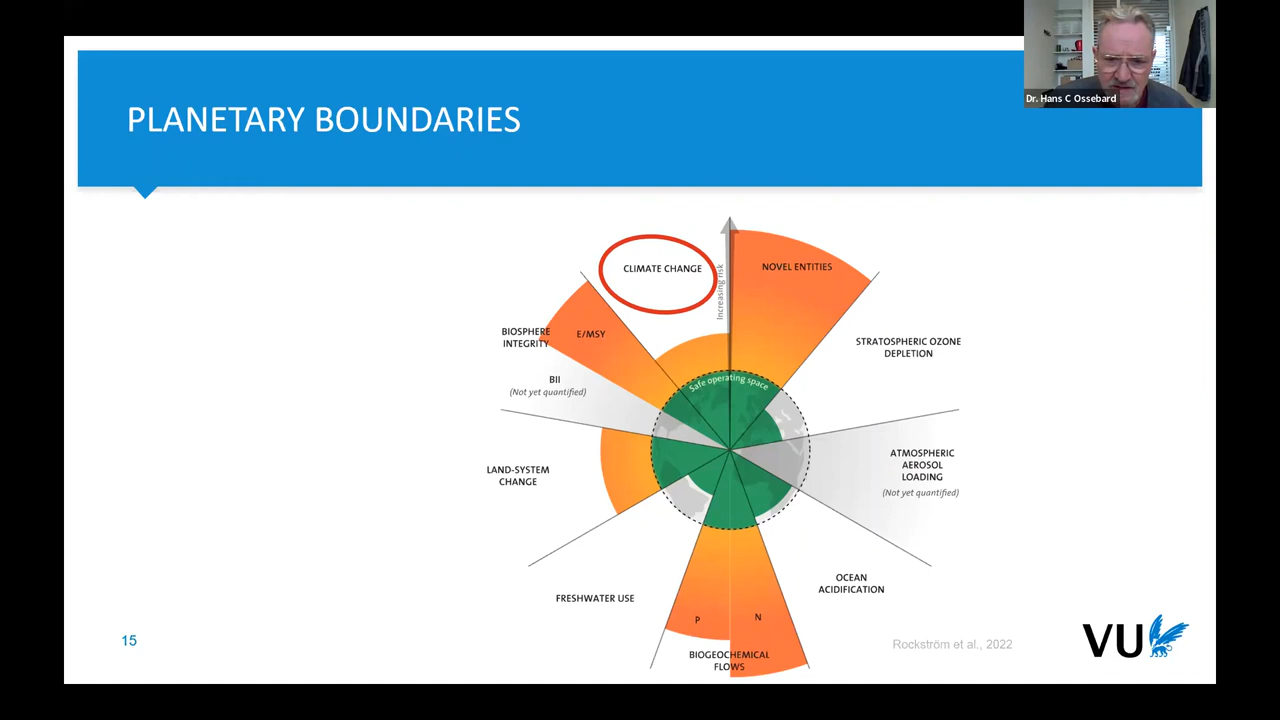 Dr. Hans C Ossebard
PLANETARY BOUNDARIES
CLIMATE CHANGE
Increasing risk
NOVEL ENTITIES
BIOSPHERE
INTEGRITY
E/MSY
STRATOSPHERIC OZONE
DEPLETION
BII
(Not yet quantified)
Safe operating space
LAND-SYSTEM
CHANGE
ATMOSPHERIC
AEROSOL
LOADING
(Not yet quantified)
FRESHWATER USE
OCEAN
ACIDIFICATION
P
N
BIOGEOCHEMICAL
FLOWS
15
Rockström et al., 2022
VU